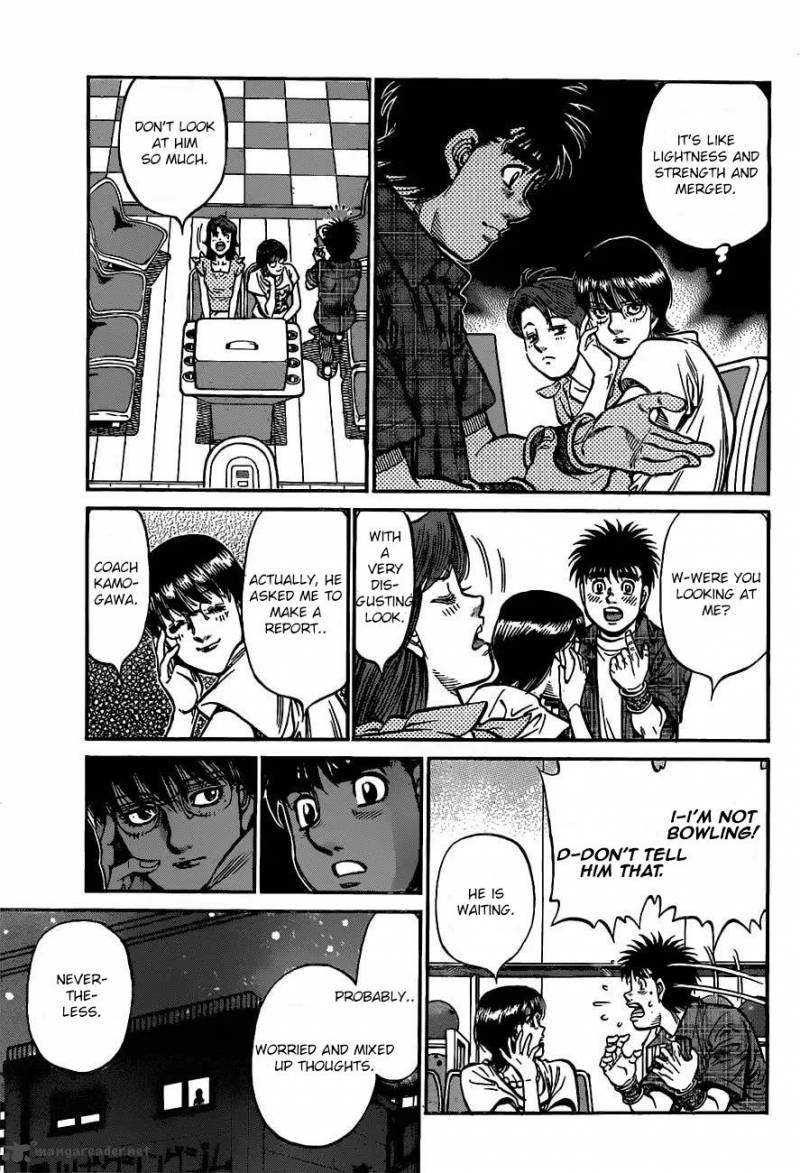 IT'S LIKE
LIGHTNESS AND
STRENGTH AND
MERGED.
DON'T LOOK
AT HIM
SO MUCH.
W-WERE YOU
LOOKING AT
ME?
WITH
A VERY
DIS-
GUSTING
LOOK.
ACTUALLY, HE
ASKED ME TO
MAKE A
REPORT..
COACH
KAMO-
GAWA.
I-I'M NOT
BOWLING!
D-DON'T TELL
HIM THAT.
HE IS
WAITING.
PROBABLY..
WORRIED AND MIXED
UP THOUGHTS.
NEVER-
THE-
LESS.
mangareader.net